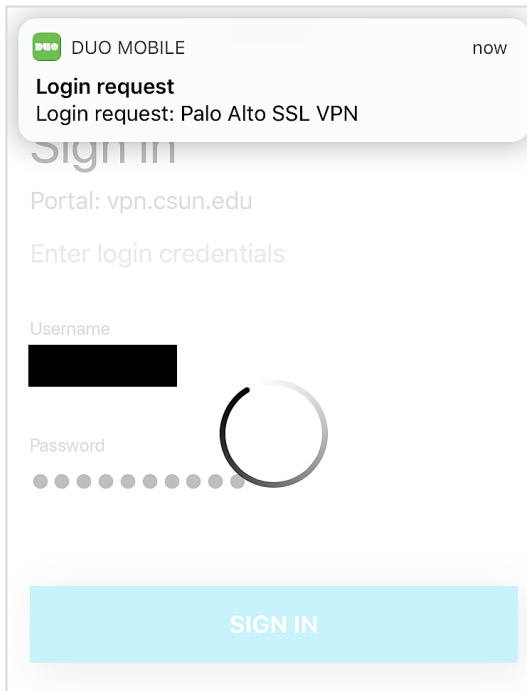 DUO DUO MOBILE now
Login request
Login request: Palo Alto SSL VPN
Sign In
Portal: vpn.csun.edu
Enter login credentials
Username
Password
SIGN IN